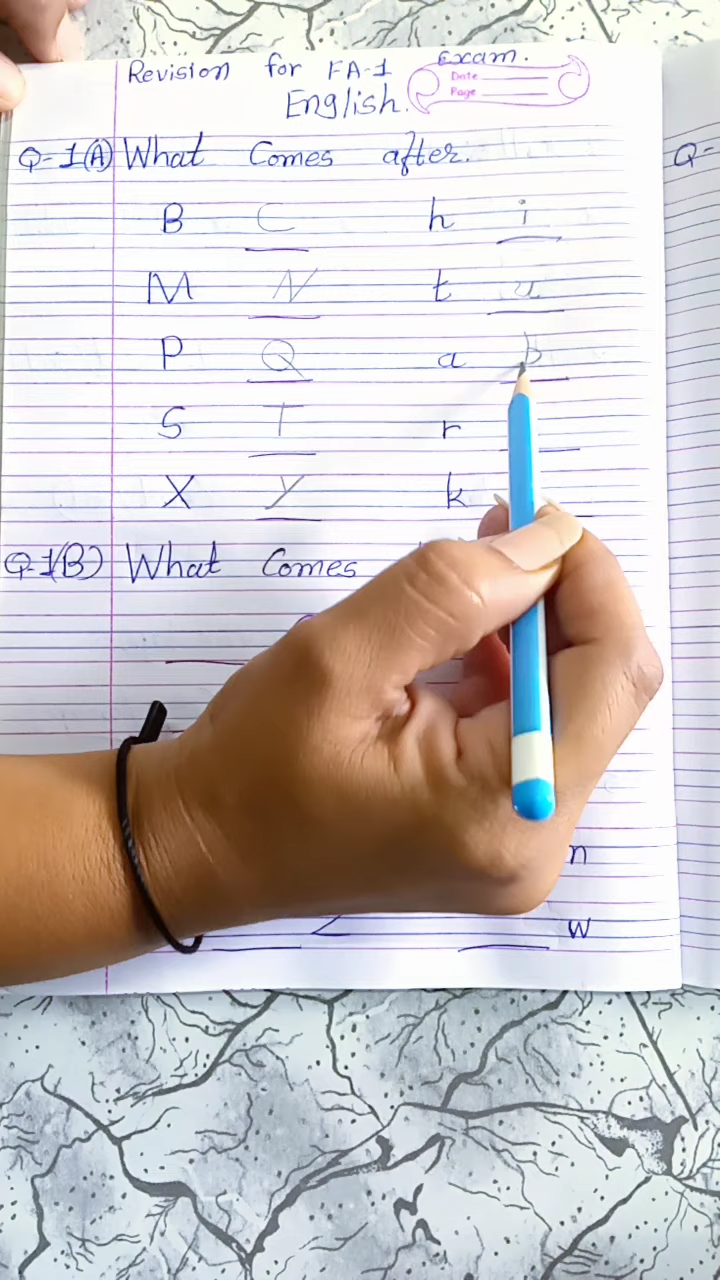 Revision for FA-1 Exam.
Date
Page
English.
Q-1(A) What Comes after. Q-
B C h i
M N t u
P Q a b
S T r
X Y k
Q-1(B) What Comes
n
Z w